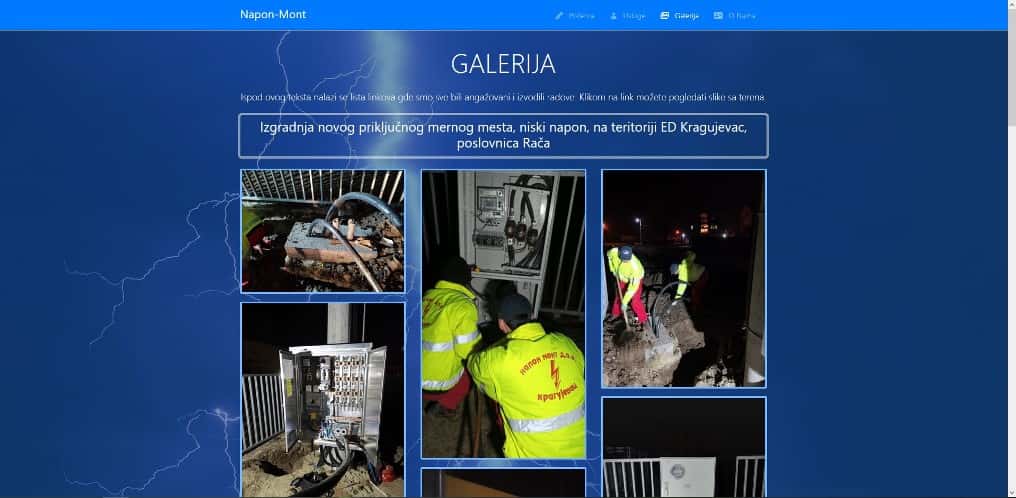 Napon-Mont
Početna
Usluge
Galerija
O Nama
GALERIJA
Ispod ovog teksta nalazi se lista linkova gde smo sve bili angažovani i izvodili radove. Klikom na link možete pogledati slike sa terena.
Izgradnja novog priključnog mernog mesta, niski napon, na teritoriji ED Kragujevac,
poslovnica Rača
НАПОН МОНТ Д.О.О.
Крагујевац